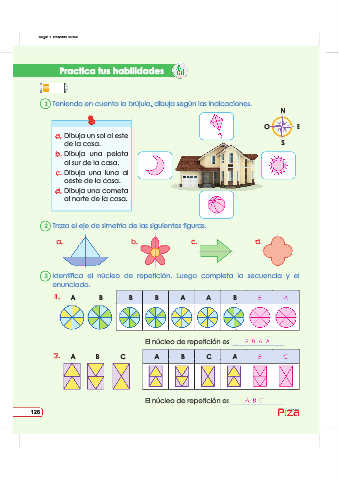 Practica tus habilidades
1 Teniendo en cuenta la brújula, dibuja según las indicaciones.
a. Dibuja un sol al este
de la casa.
b. Dibuja una pelota
al sur de la casa.
c. Dibuja una luna al
oeste de la casa.
d. Dibuja una cometa
al norte de la casa.
N
O E
S
2 Traza el eje de simetría de las siguientes figuras.
a. b. c. d.
3 Identifica el núcleo de repetición. Luego completa la secuencia y el
enunciado.
1. A B B B A A B B A
El núcleo de repetición es
2. A B C A B C A B C
El núcleo de repetición es A B C
126